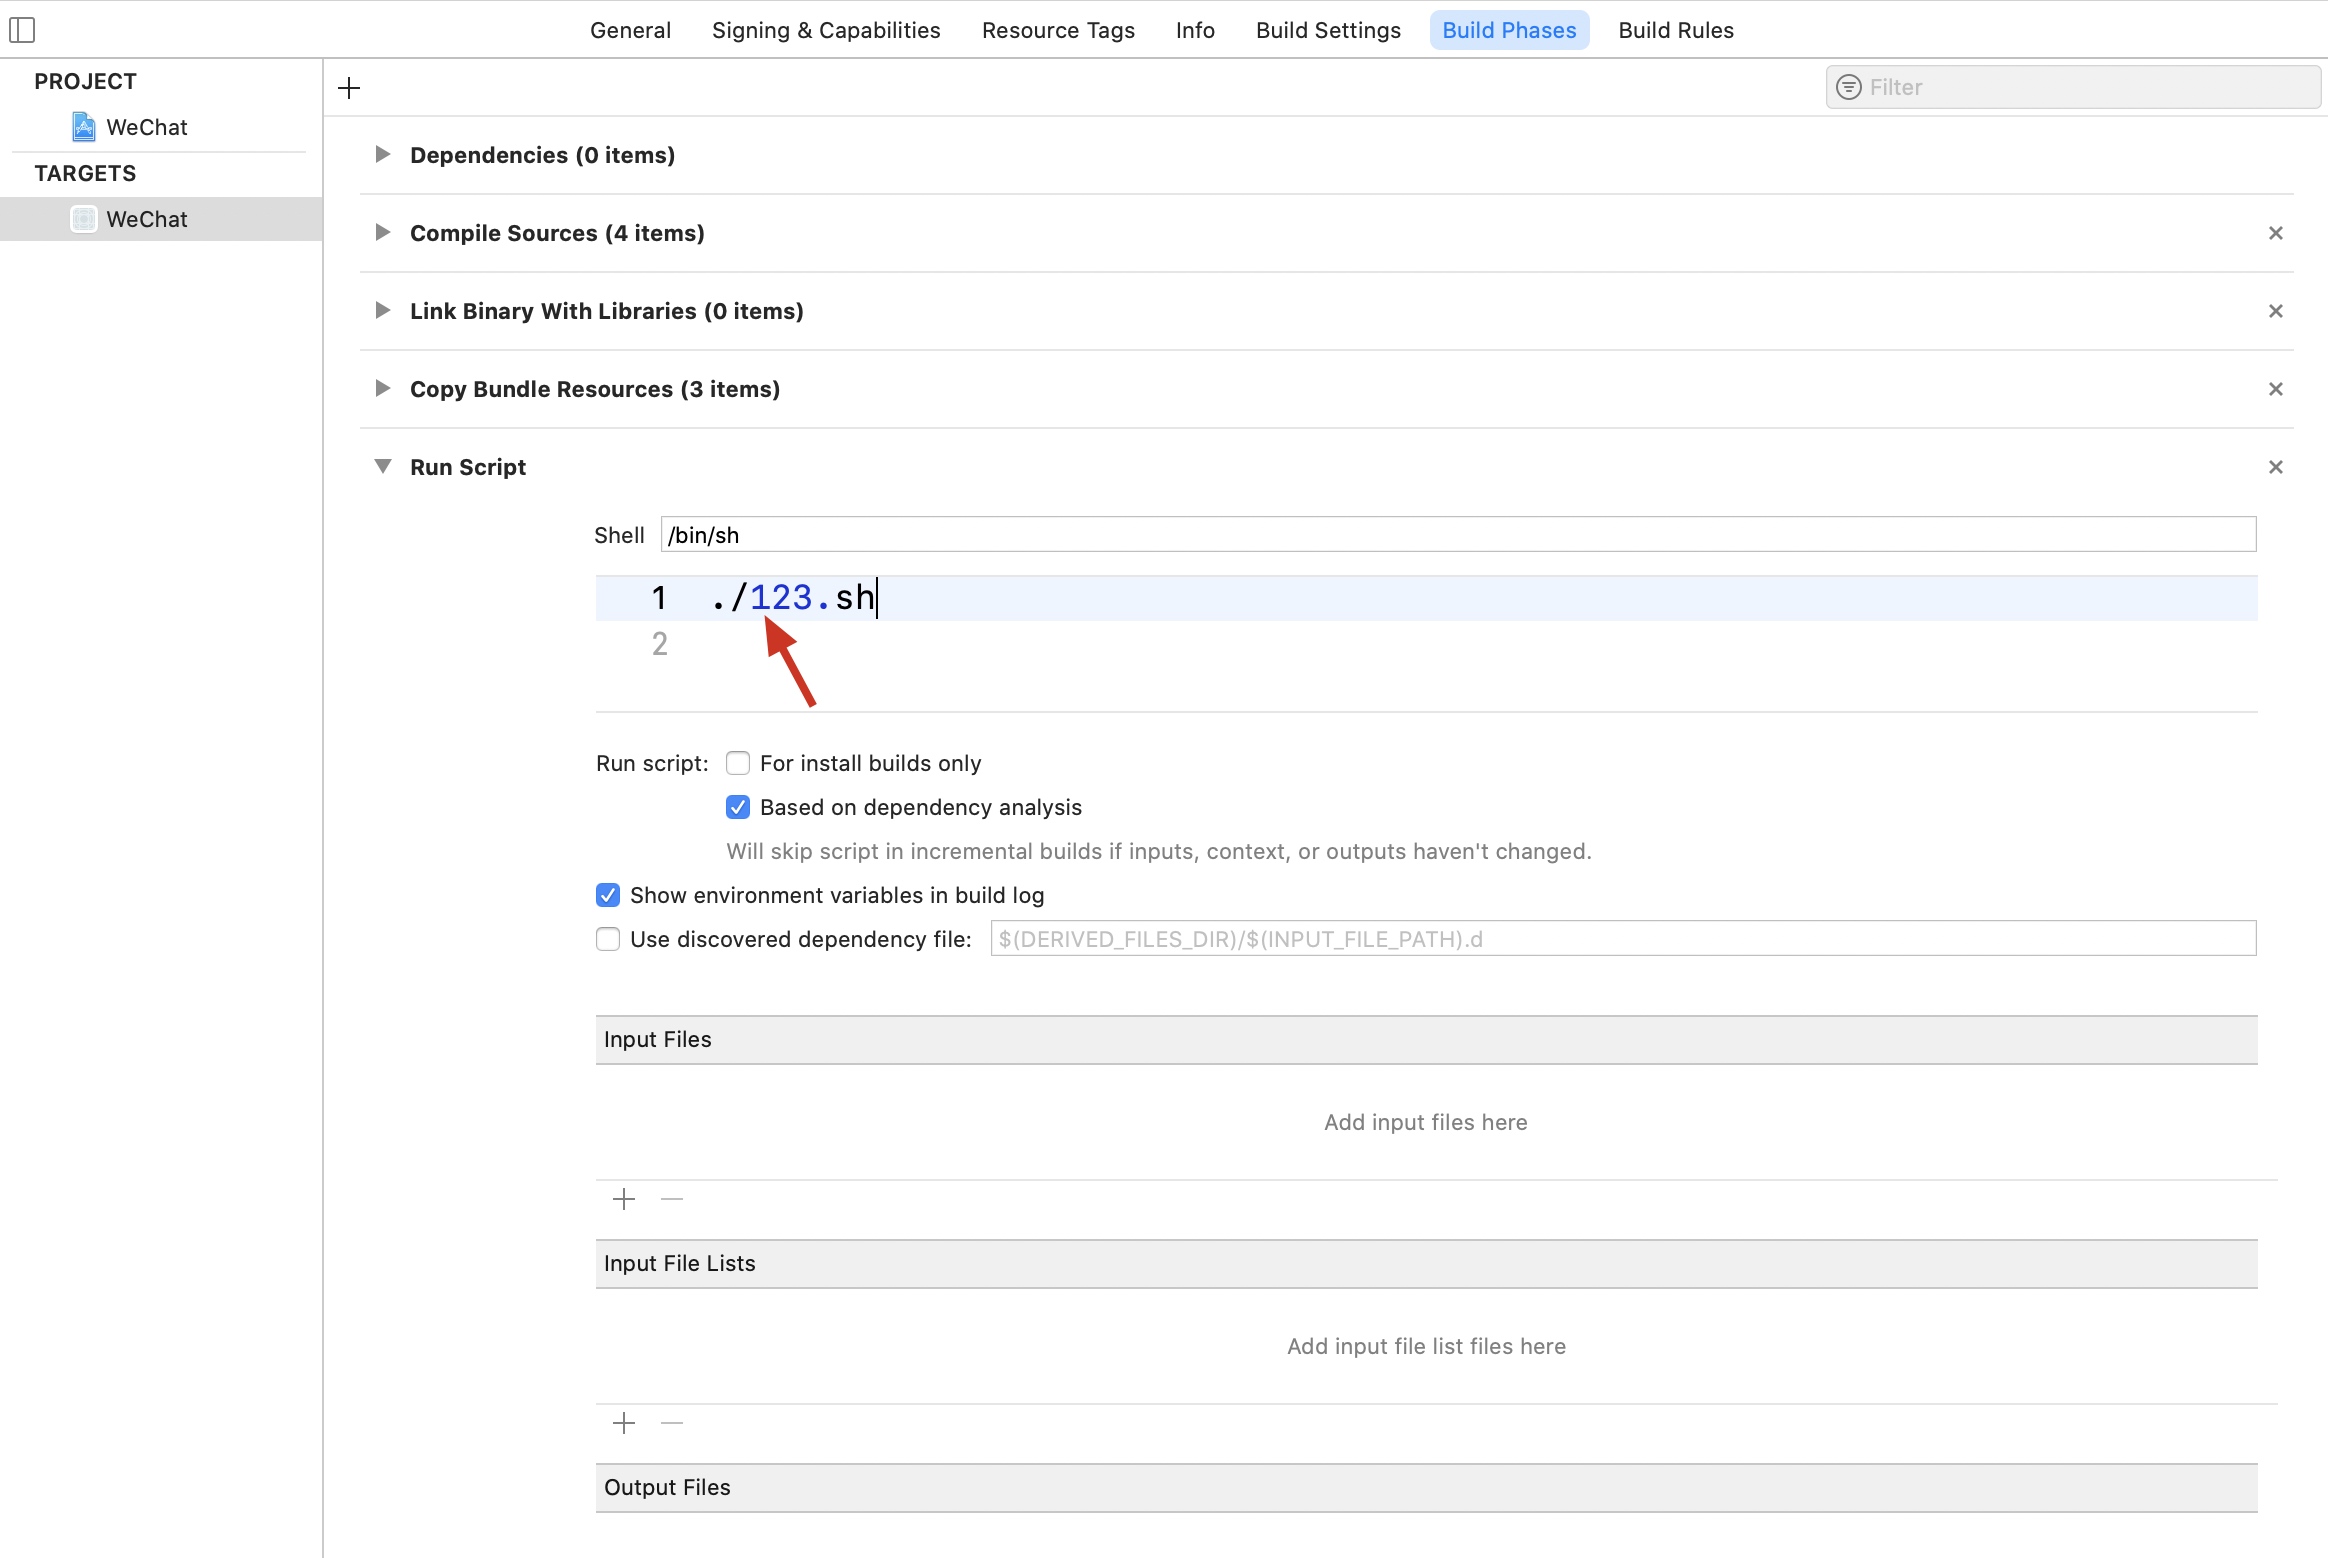 General Signing & Capabilities Resource Tags Info Build Settings Build Phases Build Rules
PROJECT
WeChat
TARGETS
WeChat
Filter
Dependencies (0 items)
Compile Sources (4 items)
Link Binary With Libraries (0 items)
Copy Bundle Resources (3 items)
Run Script
Shell /bin/sh
1 ./123.sh
2
Run script: For install builds only
Based on dependency analysis
Will skip script in incremental builds if inputs, context, or outputs haven't changed.
Show environment variables in build log
Use discovered dependency file: $(DERIVED_FILES_DIR)/$(INPUT_FILE_PATH).d
Input Files
Add input files here
Input File Lists
Add input file list files here
Output Files